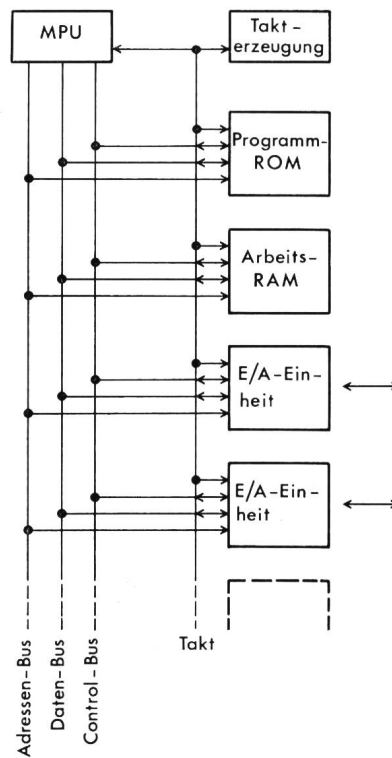 MPU
Takt-
erzeugung
Programm-
ROM
Arbeits-
RAM
E/A-Ein-
heit
E/A-Ein-
heit
Adressen-Bus
Daten-Bus
Control-Bus
Takt